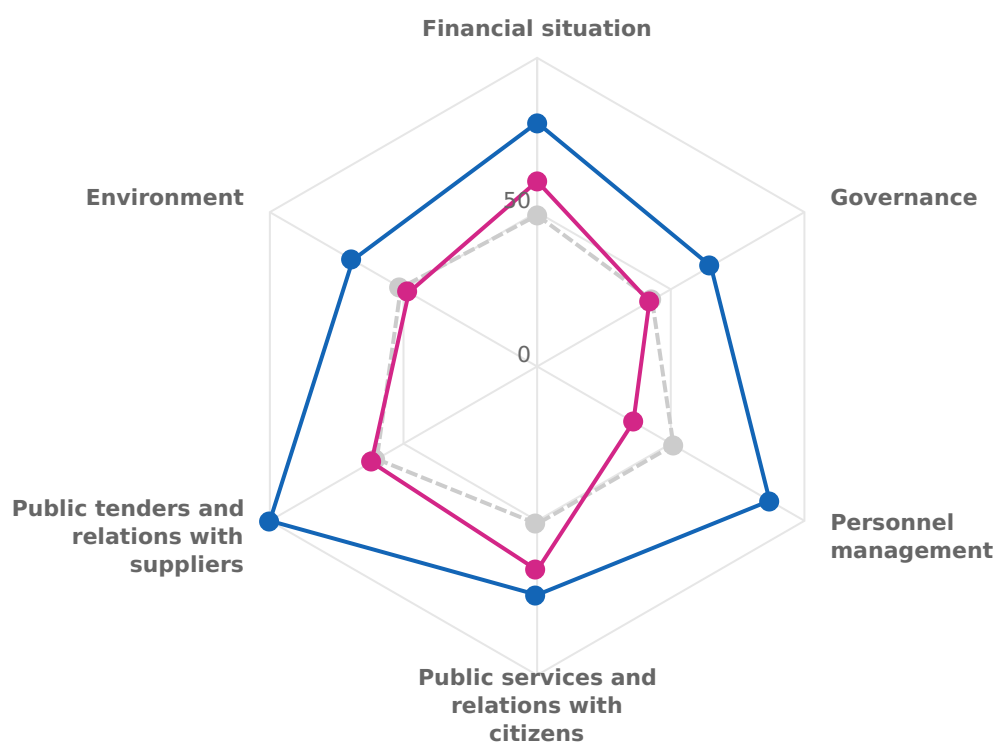 Financial situation
Environment
50
Governance
0
Public tenders and
relations with
suppliers
Personnel
management
Public services and
relations with
citizens